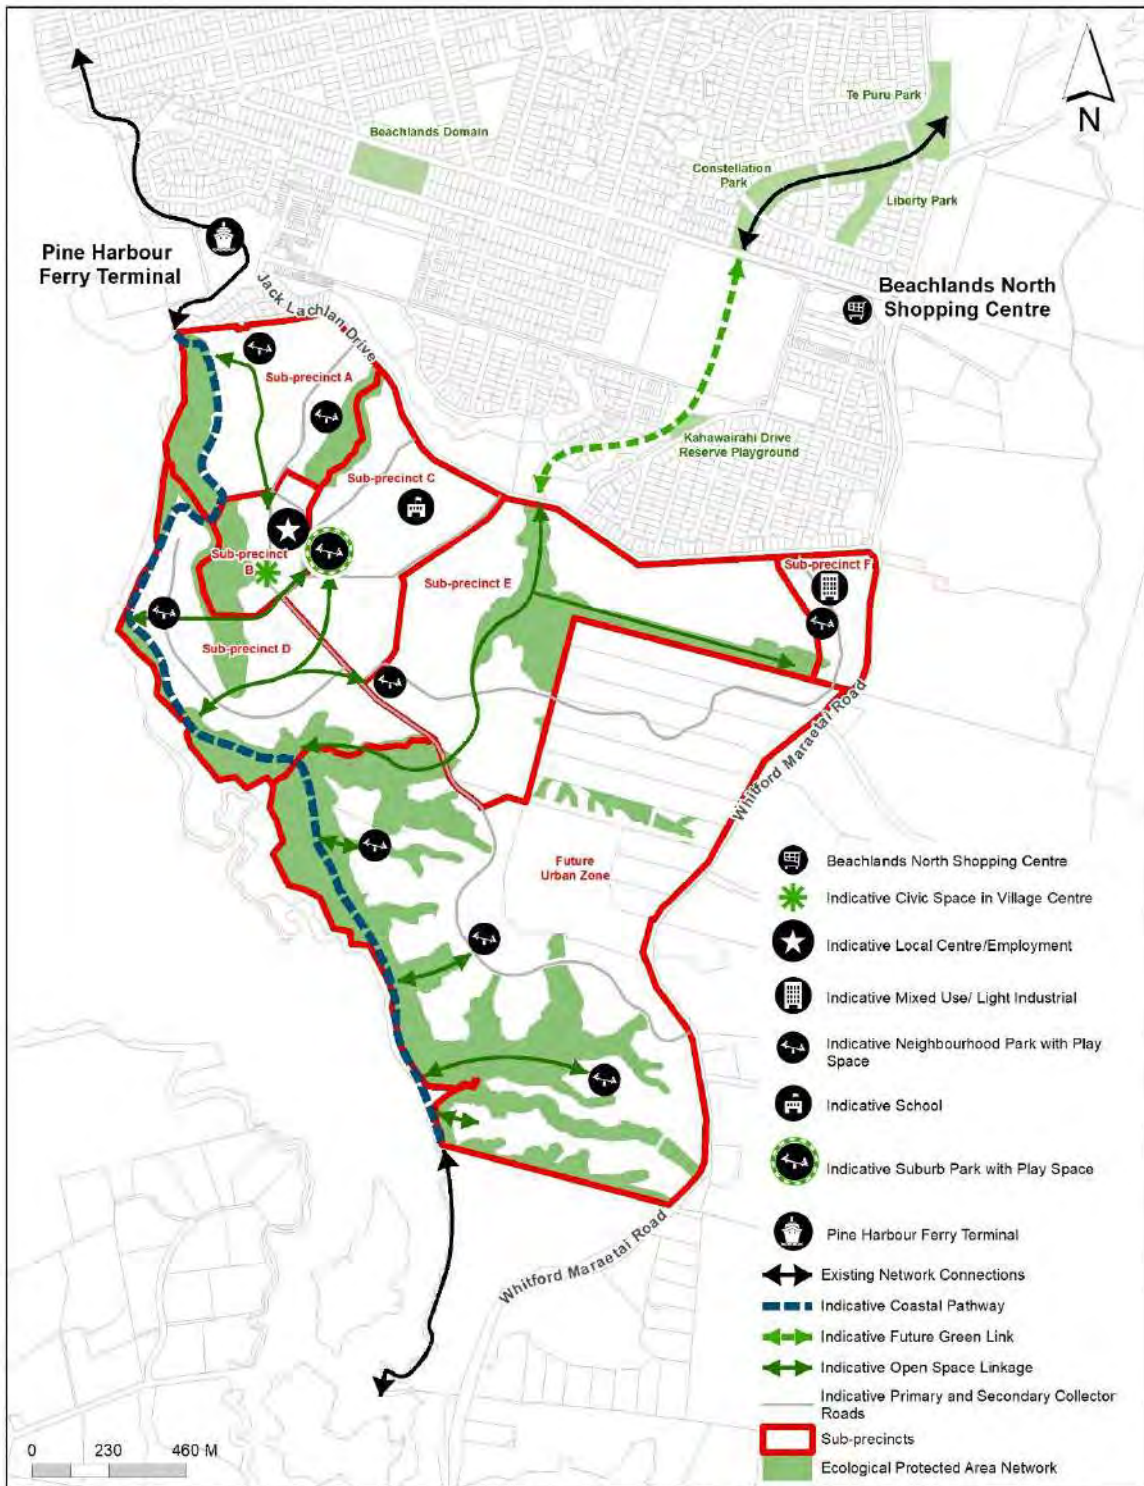 Te Puru Park
N
Beachlands Domain
Constellation
Park
Liberty Park
Pine Harbour
Ferry Terminal
Jack Lachlan Drive
Beachlands North
Shopping Centre
Sub-precinct A
Kahawairahi Drive
Reserve Playground
Sub-precinct C
Sub-precinct
B
Sub-precinct E
Sub-precinct F
Sub-precinct D
Whitford Maraetai Road
Future
Urban Zone
Whitford Maraetai Road
Beachlands North Shopping Centre
Indicative Civic Space in Village Centre
Indicative Local Centre/Employment
Indicative Mixed Use/ Light Industrial
Indicative Neighbourhood Park with Play
Space
Indicative School
Indicative Suburb Park with Play Space
Pine Harbour Ferry Terminal
Existing Network Connections
Indicative Coastal Pathway
Indicative Future Green Link
Indicative Open Space Linkage
Indicative Primary and Secondary Collector
Roads
Sub-precincts
Ecological Protected Area Network
0 230 460 M